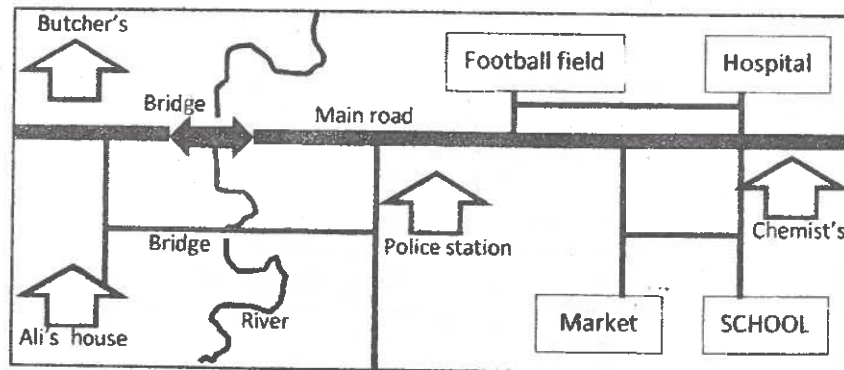 Butcher's
Football field
Hospital
Bridge
Main road
Bridge
Police station
Chemist's
Ali's house
River
Market
SCHOOL